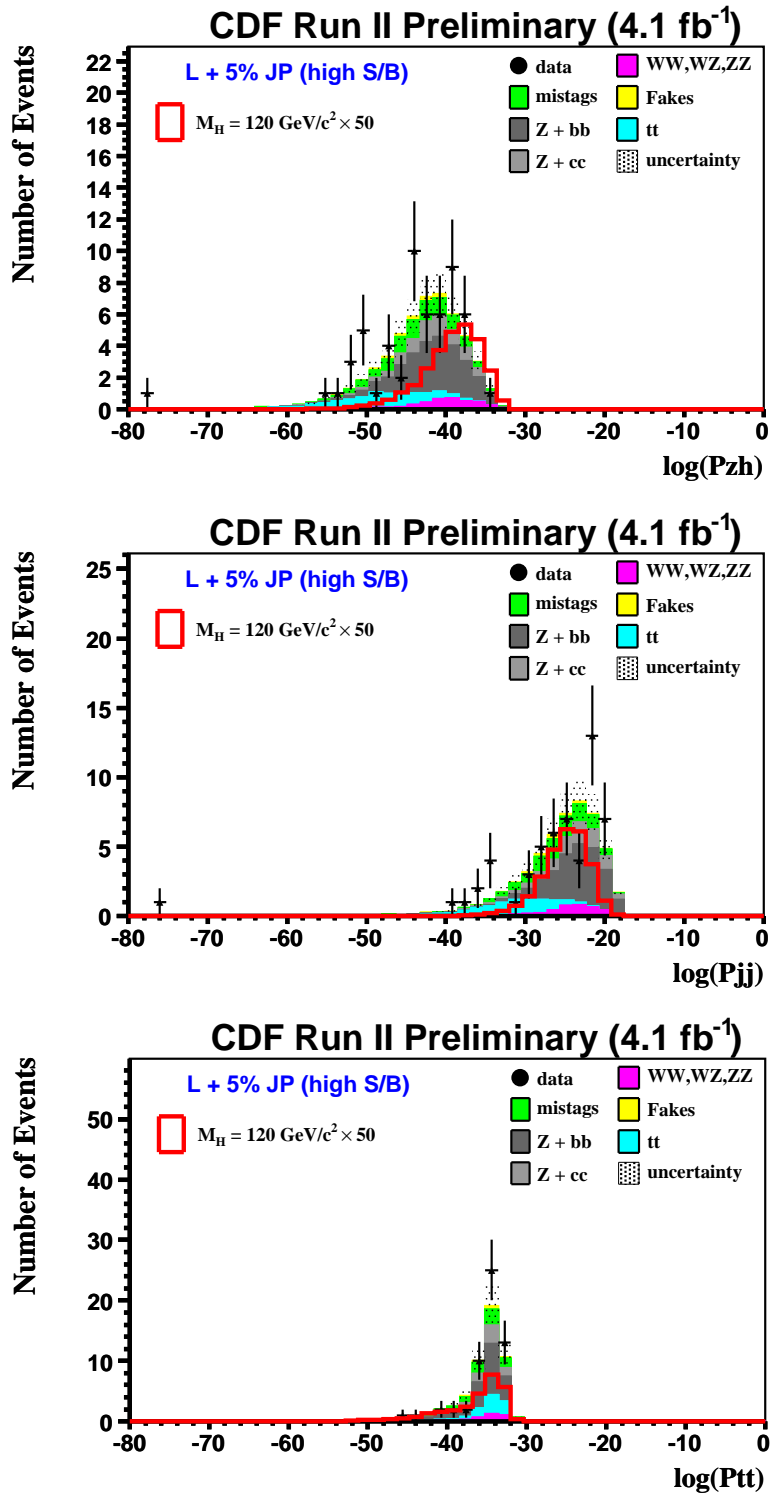 CDF Run II Preliminary (4.1 fb⁻¹)
Number of Events
L + 5% JP (high S/B)
M_H = 120 GeV/c² × 50
data
mistags
Z + bb
Z + cc
WW,WZ,ZZ
Fakes
tt
uncertainty
22
20
18
16
14
12
10
8
6
4
2
0
-80 -70 -60 -50 -40 -30 -20 -10 0
log(Pzh)
CDF Run II Preliminary (4.1 fb⁻¹)
Number of Events
L + 5% JP (high S/B)
M_H = 120 GeV/c² × 50
data
mistags
Z + bb
Z + cc
WW,WZ,ZZ
Fakes
tt
uncertainty
25
20
15
10
5
0
-80 -70 -60 -50 -40 -30 -20 -10 0
log(Pjj)
CDF Run II Preliminary (4.1 fb⁻¹)
Number of Events
L + 5% JP (high S/B)
M_H = 120 GeV/c² × 50
data
mistags
Z + bb
Z + cc
WW,WZ,ZZ
Fakes
tt
uncertainty
50
40
30
20
10
0
-80 -70 -60 -50 -40 -30 -20 -10 0
log(Ptt)